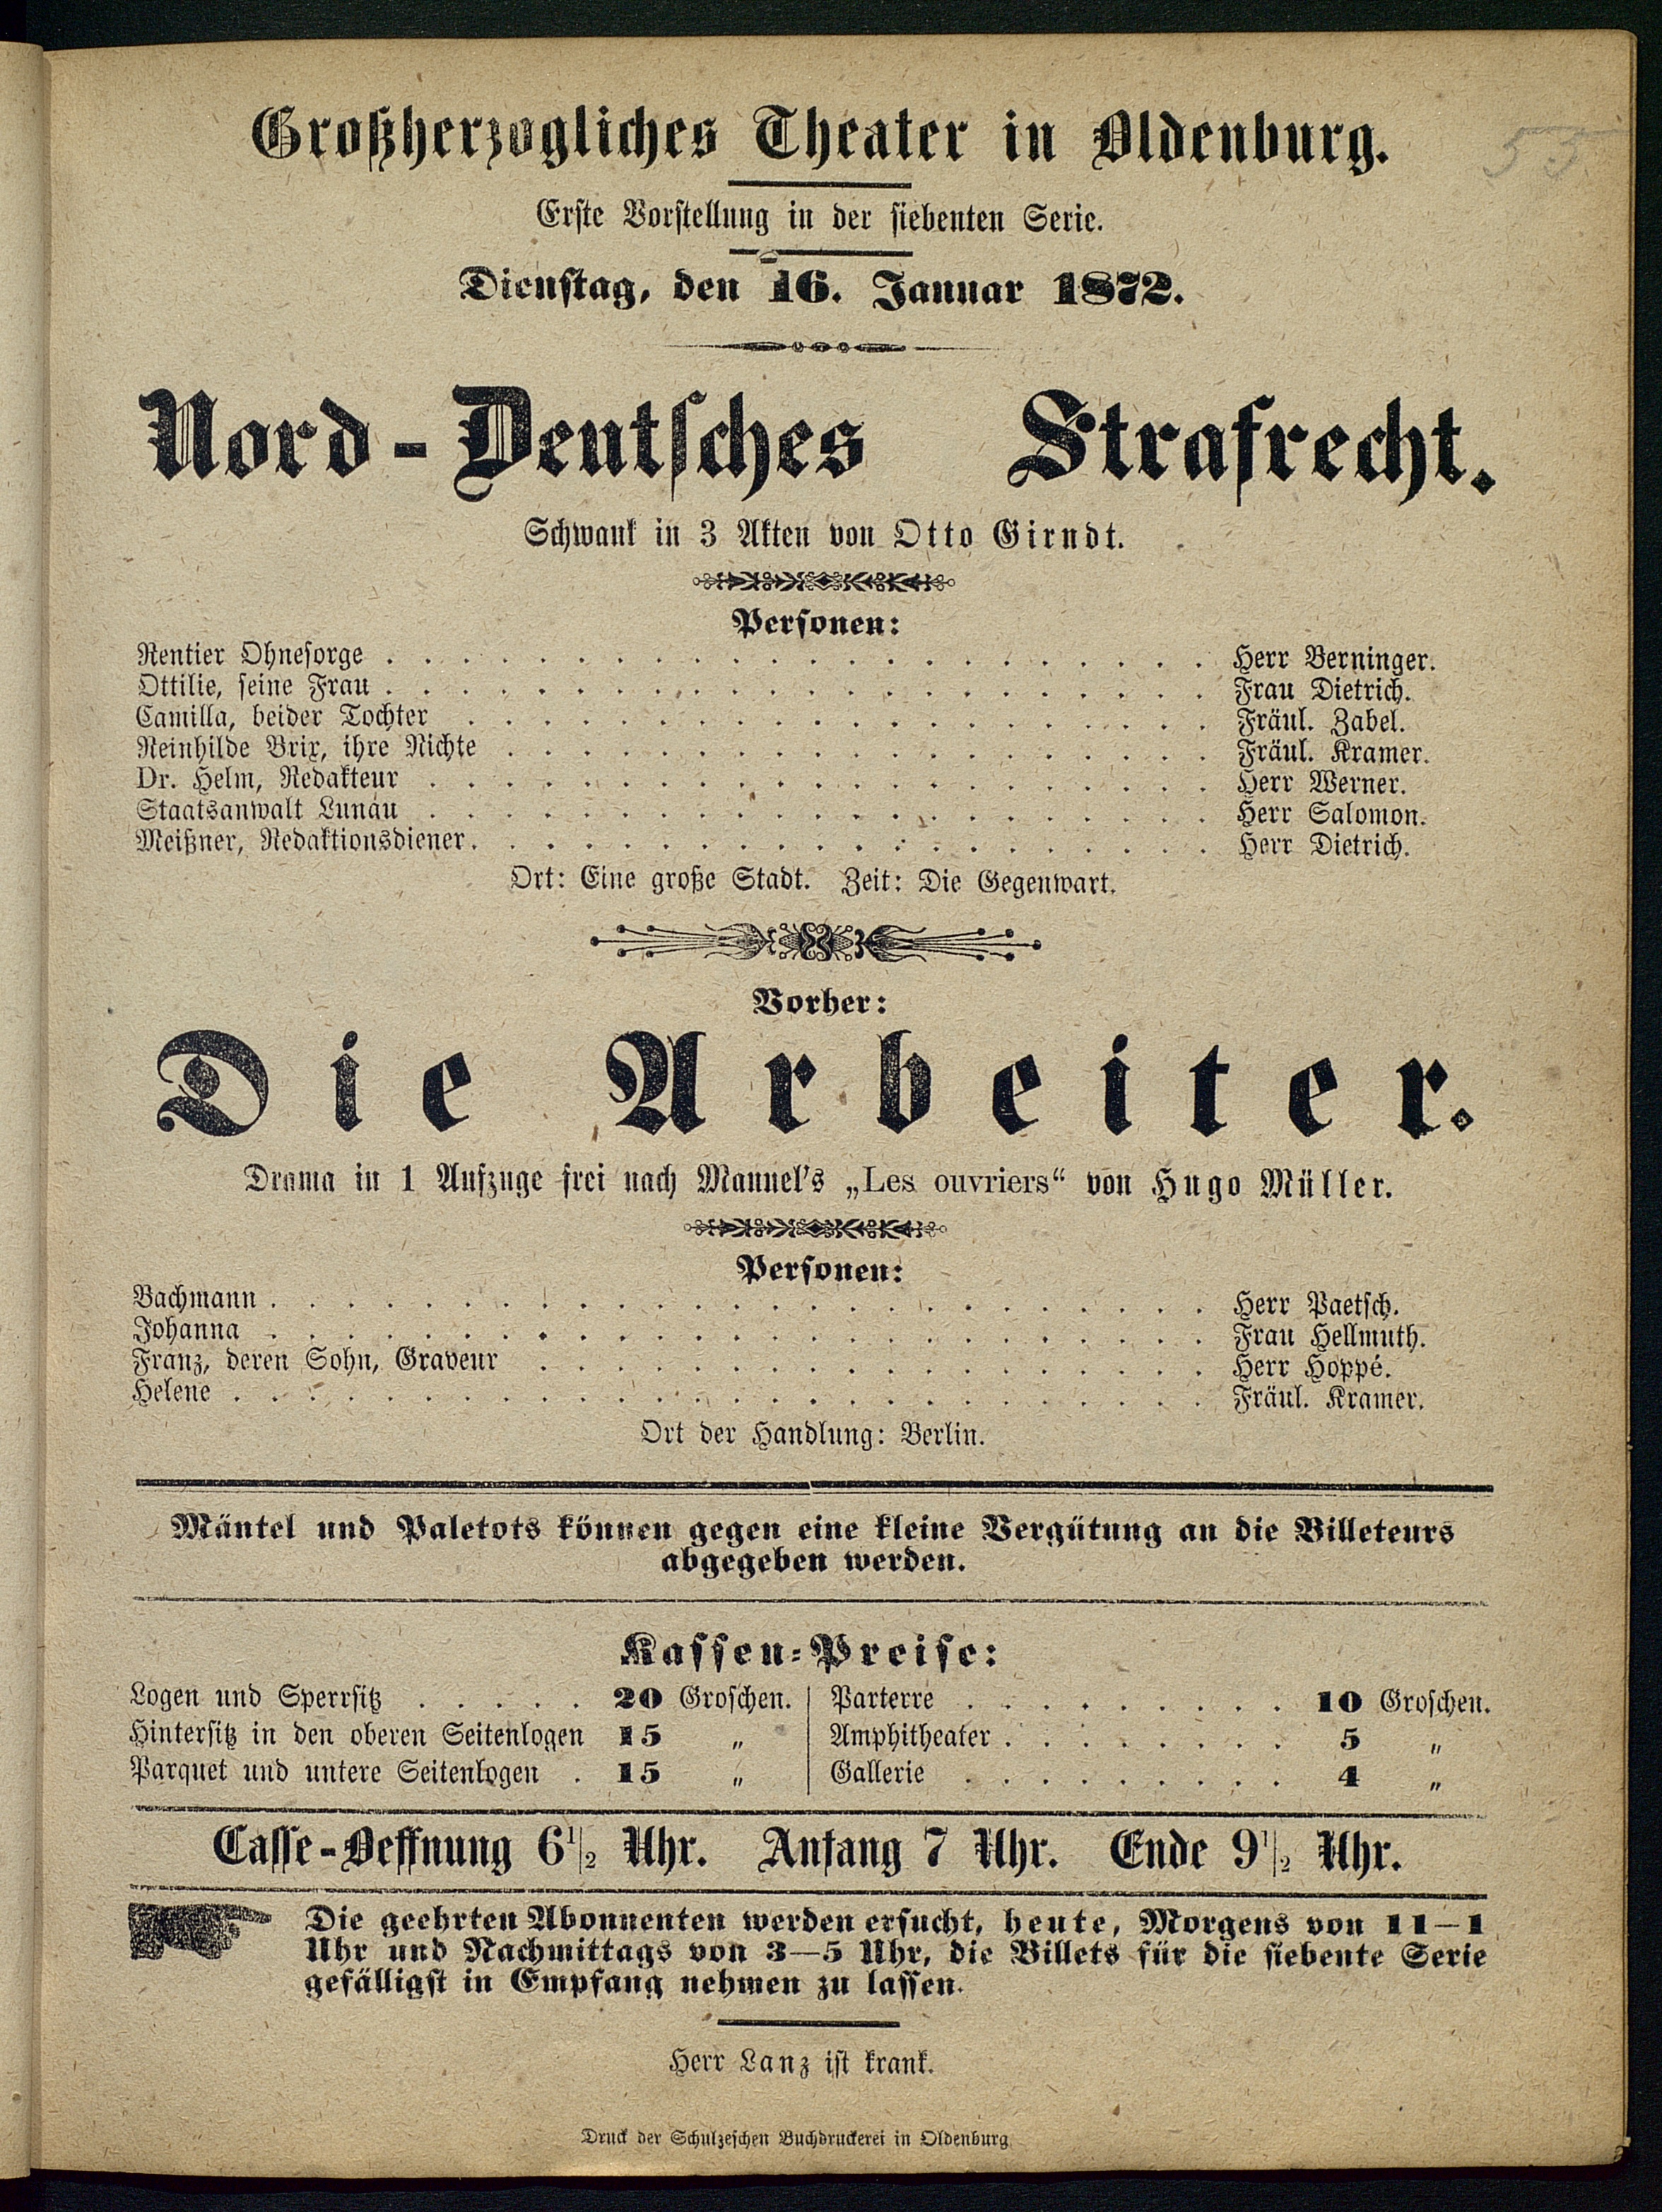 55
Großherzogliches Theater in Oldenburg.
Erste Vorstellung in der siebenten Serie.
Dienstag, den 16. Januar 1872.
Nord-Deutsches Strafrecht.
Schwank in 3 Akten von Otto Girndt.
Personen:
Rentier Ohnesorge . . . . . . . . . . . . . . . . . . . . . . Herr Berninger.
Ottilie, seine Frau . . . . . . . . . . . . . . . . . . . . . . Frau Dietrich.
Camilla, beider Tochter . . . . . . . . . . . . . . . . . . . . Fräul. Zabel.
Reinhilde Brix, ihre Nichte . . . . . . . . . . . . . . . . . . . Fräul. Kramer.
Dr. Helm, Redakteur . . . . . . . . . . . . . . . . . . . . . Herr Werner.
Staatsanwalt Lunau . . . . . . . . . . . . . . . . . . . . . Herr Salomon.
Meißner, Redaktionsdiener. . . . . . . . . . . . . . . . . . . . Herr Dietrich.
Ort: Eine große Stadt. Zeit: Die Gegenwart.
Vorher:
Die Arbeiter.
Drama in 1 Aufzuge frei nach Manuel's „Les ouvriers“ von Hugo Müller.
Personen:
Bachmann . . . . . . . . . . . . . . . . . . . . . . . . . Herr Paetsch.
Johanna . . . . . . . . . . . . . . . . . . . . . . . . . Frau Hellmuth.
Franz, deren Sohn, Graveur . . . . . . . . . . . . . . . . . . Herr Hoppé.
Helene . . . . . . . . . . . . . . . . . . . . . . . . . . Fräul. Kramer.
Ort der Handlung: Berlin.
Mäntel und Paletots können gegen eine kleine Vergütung an die Billeteurs
abgegeben werden.
Kassen-Preise:
Logen und Sperrsitz . . . . . 20 Groschen. | Parterre . . . . . . . . . 10 Groschen.
Hintersitz in den oberen Seitenlogen 15 „ | Amphitheater . . . . . . . . 5 „
Parquet und untere Seitenlogen . 15 „ | Gallerie . . . . . . . . . 4 „
Casse-Oeffnung 6 1/2 Uhr. Anfang 7 Uhr. Ende 9 1/2 Uhr.
Die geehrten Abonnenten werden ersucht, heute, Morgens von 11—1
Uhr und Nachmittags von 3—5 Uhr, die Billets für die siebente Serie
gefälligst in Empfang nehmen zu lassen.
Herr Lanz ist krank.
Druck der Schulzeschen Buchdruckerei in Oldenburg